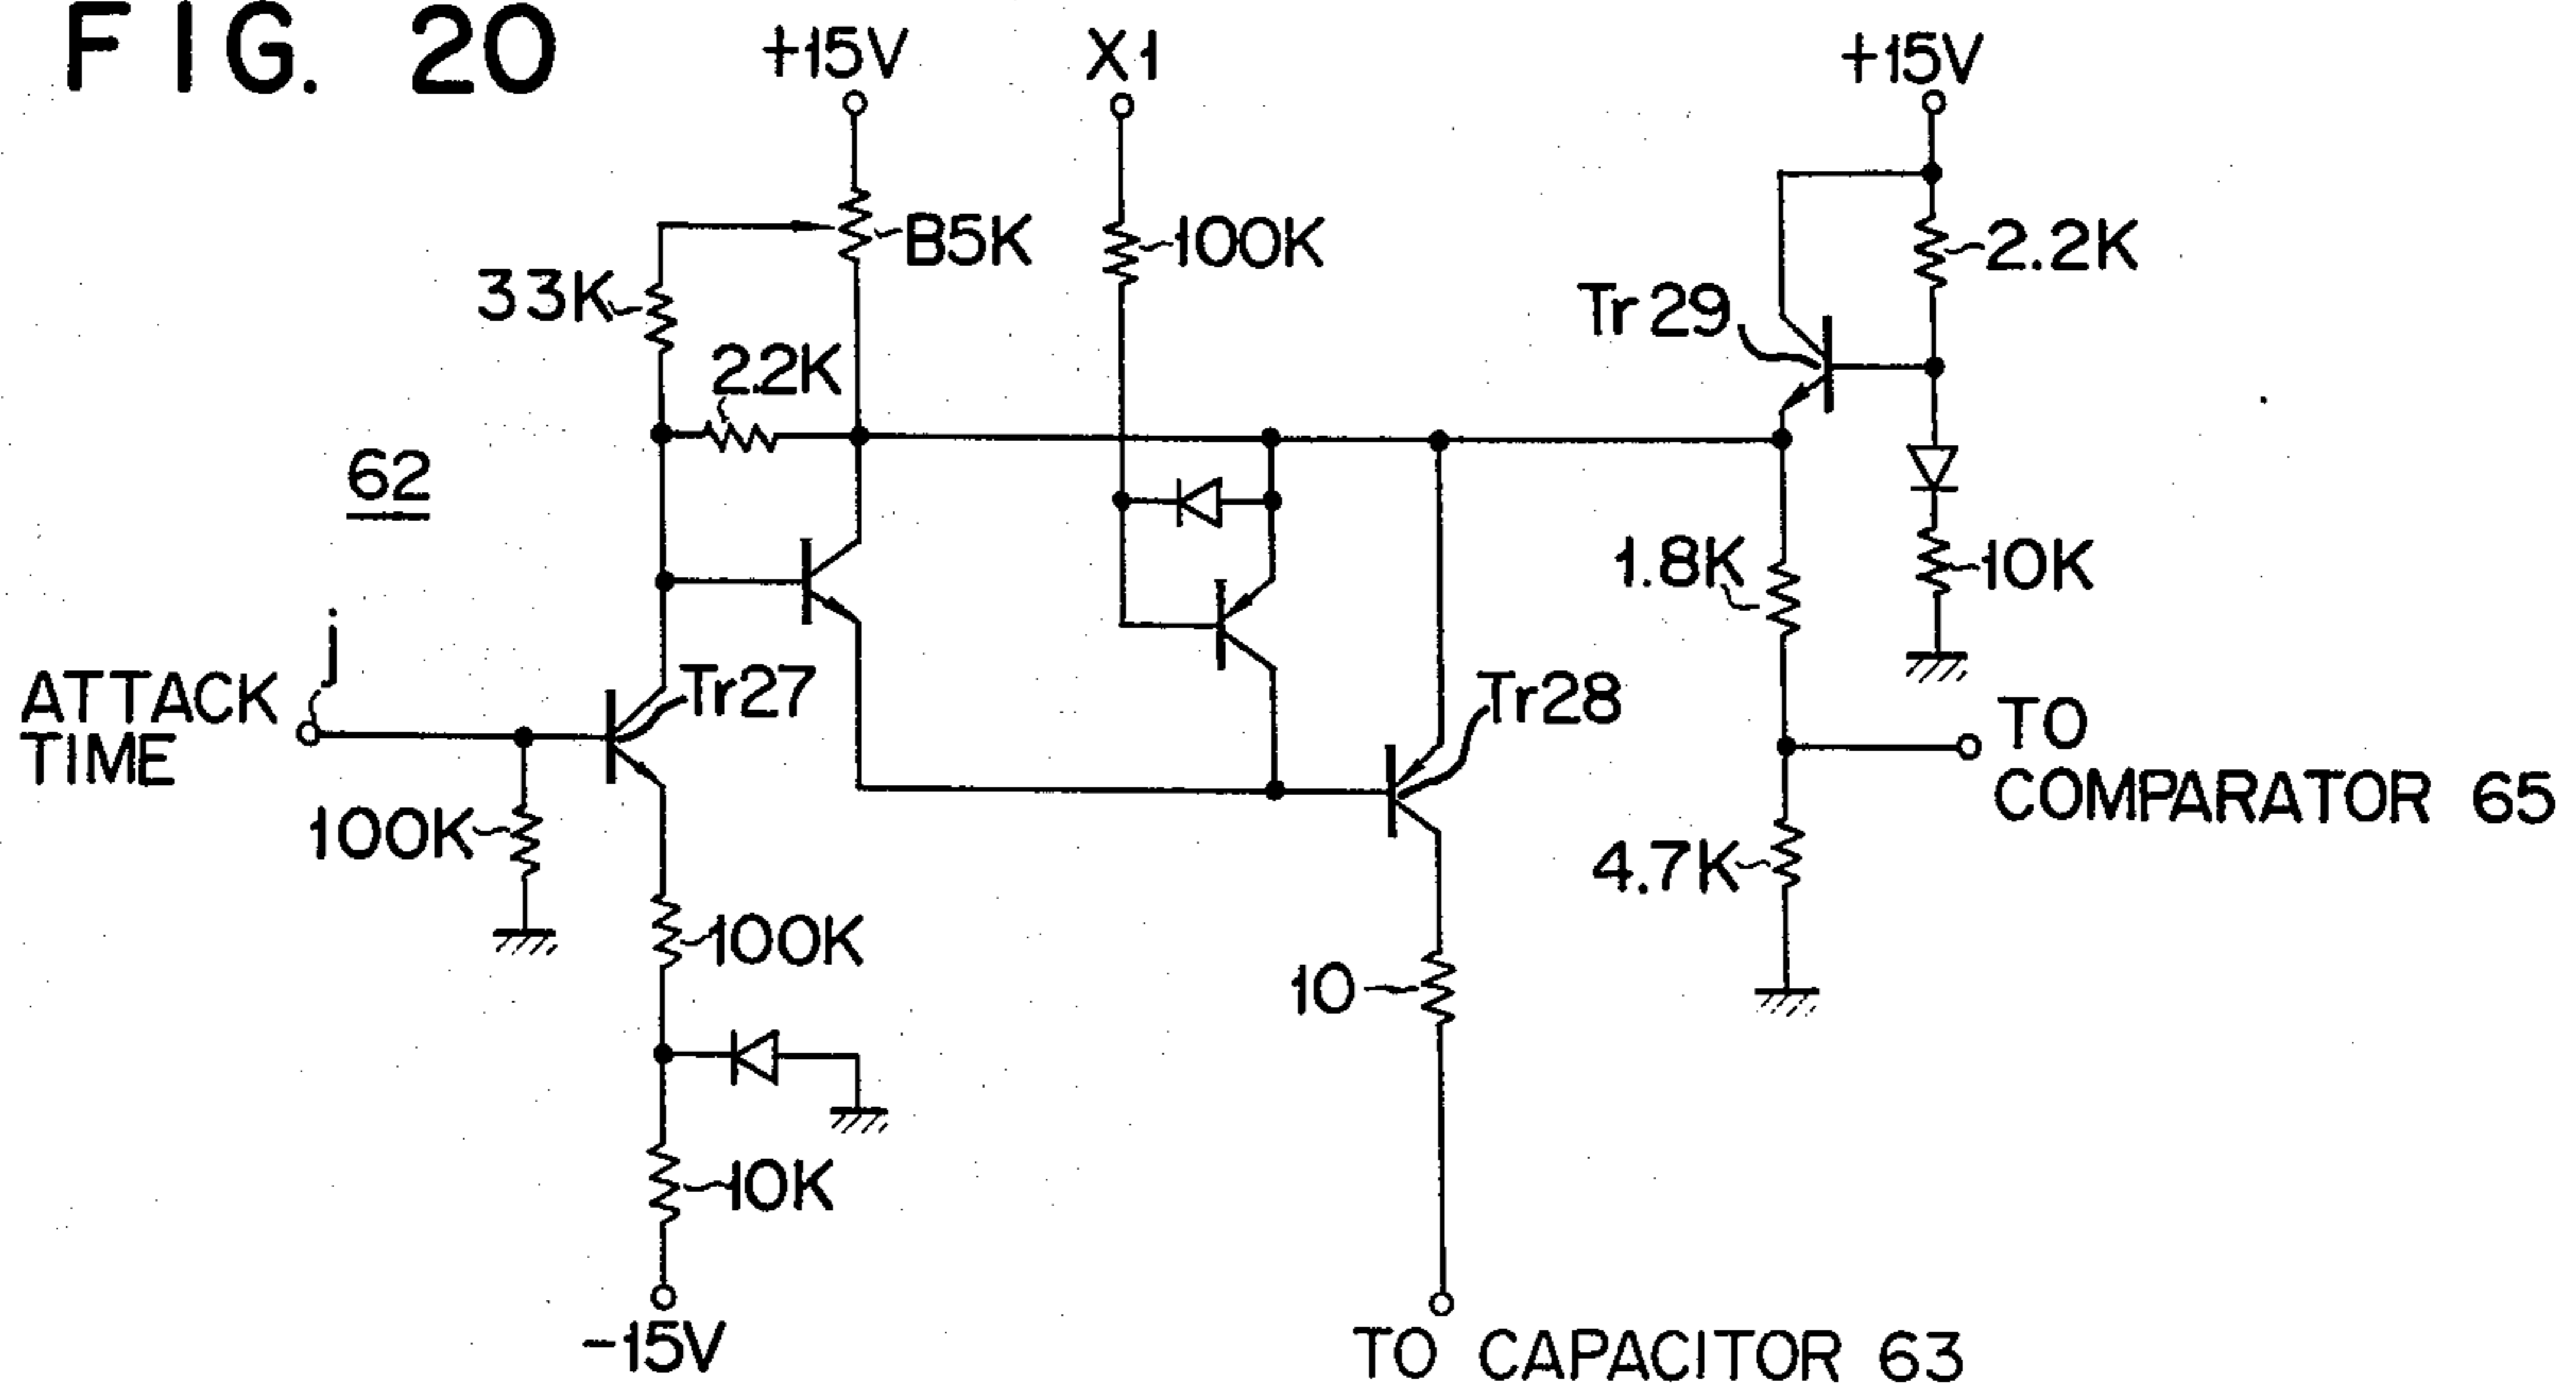 FIG. 20
+15V
X1
+15V
B5K
100K
2.2K
33K
Tr29
2.2K
62
1.8K
10K
j
ATTACK
TIME
Tr27
Tr28
TO
COMPARATOR 65
100K
4.7K
100K
10
10K
-15V
TO CAPACITOR 63